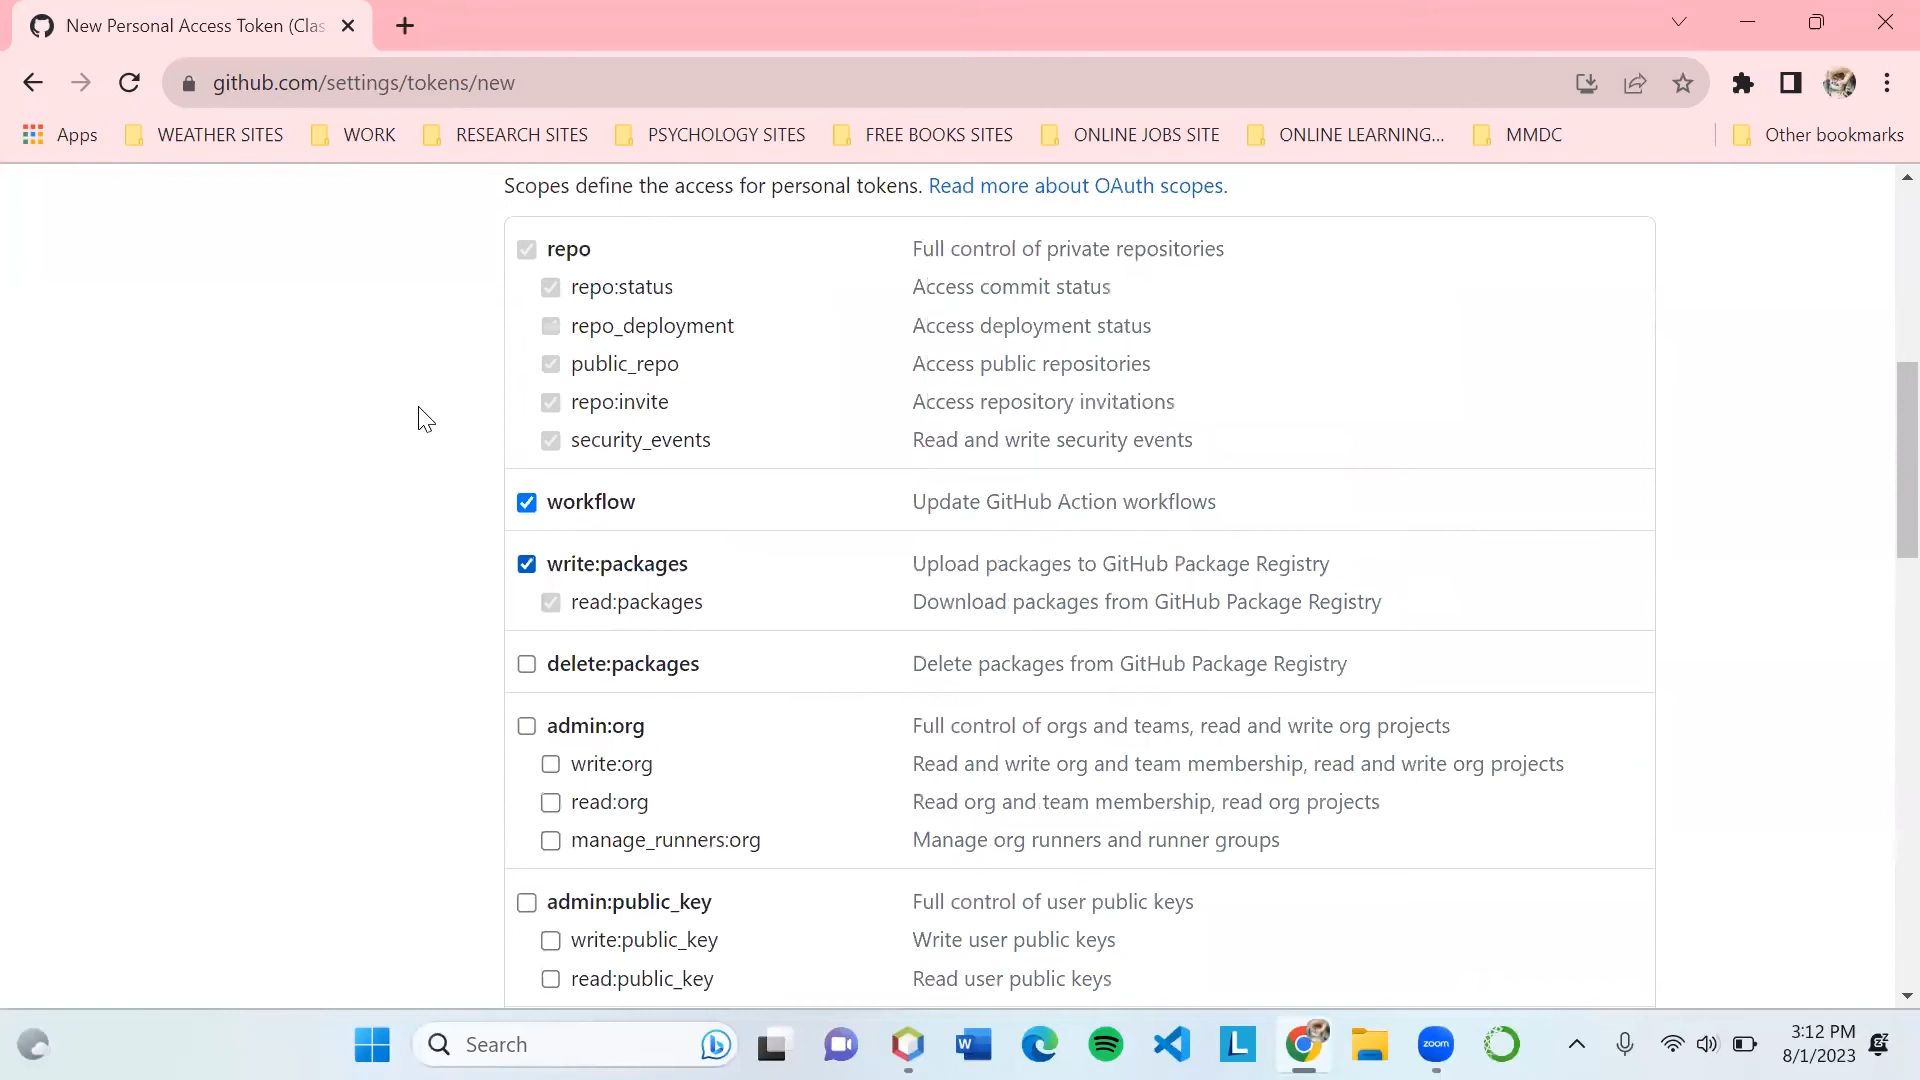 New Personal Access Token (Clas
github.com/settings/tokens/new
Apps WEATHER SITES WORK RESEARCH SITES PSYCHOLOGY SITES FREE BOOKS SITES ONLINE JOBS SITE ONLINE LEARNING... MMDC Other bookmarks
Scopes define the access for personal tokens. Read more about OAuth scopes.
repo Full control of private repositories
repo:status Access commit status
repo_deployment Access deployment status
public_repo Access public repositories
repo:invite Access repository invitations
security_events Read and write security events
workflow Update GitHub Action workflows
write:packages Upload packages to GitHub Package Registry
read:packages Download packages from GitHub Package Registry
delete:packages Delete packages from GitHub Package Registry
admin:org Full control of orgs and teams, read and write org projects
write:org Read and write org and team membership, read and write org projects
read:org Read org and team membership, read org projects
manage_runners:org Manage org runners and runner groups
admin:public_key Full control of user public keys
write:public_key Write user public keys
read:public_key Read user public keys
Search W L zoom 3:12 PM
8/1/2023